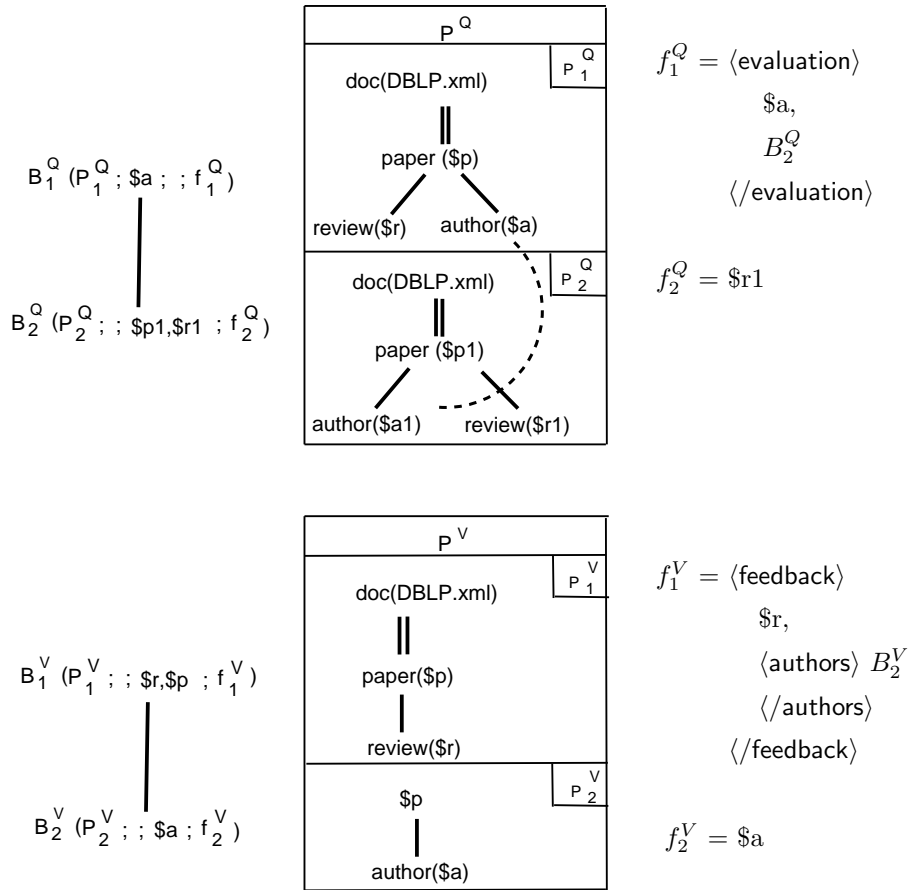 P^Q
P_1^Q
doc(DBLP.xml)
paper ($p)
review($r) author($a)
B_1^Q (P_1^Q ; $a ; ; f_1^Q)
B_2^Q (P_2^Q ; ; $p1,$r1 ; f_2^Q)
P_2^Q
doc(DBLP.xml)
paper ($p1)
author($a1) review($r1)
f_1^Q = ⟨evaluation⟩
$a,
B_2^Q
⟨/evaluation⟩
f_2^Q = $r1
P^V
P_1^V
doc(DBLP.xml)
paper($p)
review($r)
B_1^V (P_1^V ; ; $r,$p ; f_1^V)
B_2^V (P_2^V ; ; $a ; f_2^V)
P_2^V
$p
author($a)
f_1^V = ⟨feedback⟩
$r,
⟨authors⟩ B_2^V
⟨/authors⟩
⟨/feedback⟩
f_2^V = $a